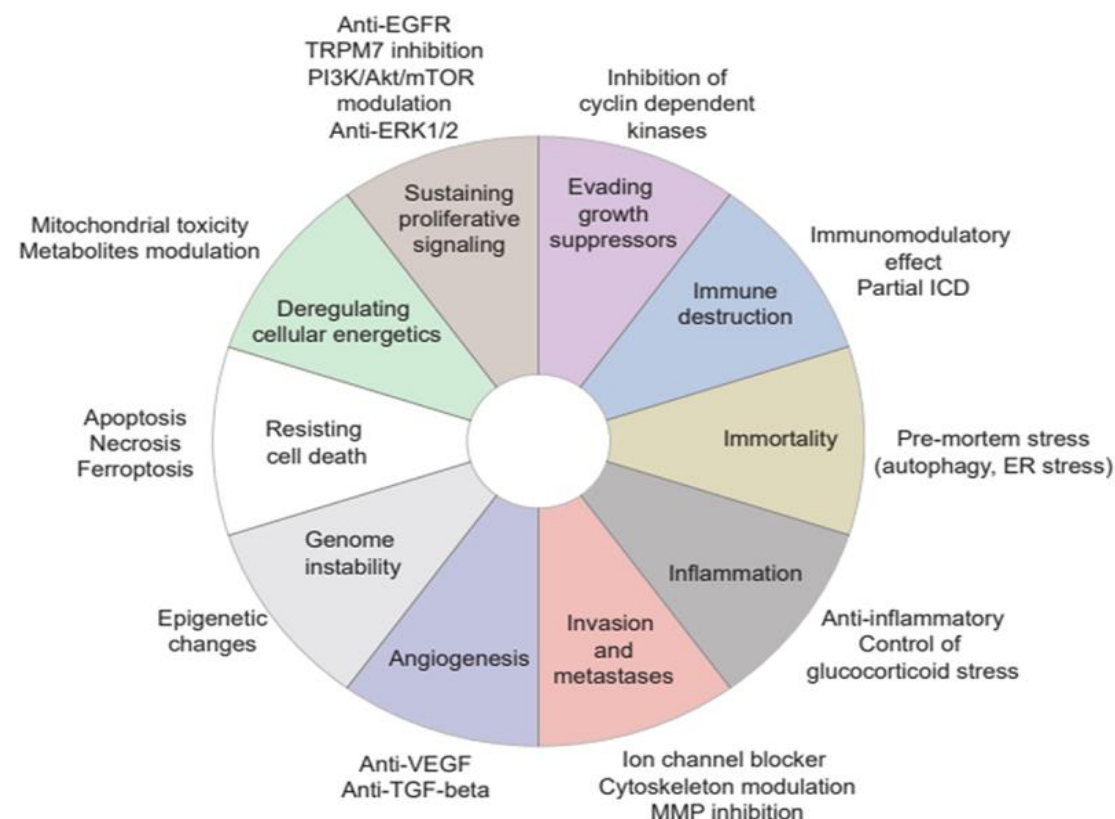 Anti-EGFR
TRPM7 inhibition
PI3K/Akt/mTOR
modulation
Anti-ERK1/2
Inhibition of
cyclin dependent
kinases
Sustaining
proliferative
signaling
Evading
growth
suppressors
Mitochondrial toxicity
Metabolites modulation
Immunomodulatory
effect
Partial ICD
Deregulating
cellular energetics
Immune
destruction
Apoptosis
Necrosis
Ferroptosis
Resisting
cell death
Immortality
Pre-mortem stress
(autophagy, ER stress)
Genome
instability
Inflammation
Epigenetic
changes
Angiogenesis
Invasion
and
metastases
Anti-inflammatory
Control of
glucocorticoid stress
Anti-VEGF
Anti-TGF-beta
Ion channel blocker
Cytoskeleton modulation
MMP inhibition